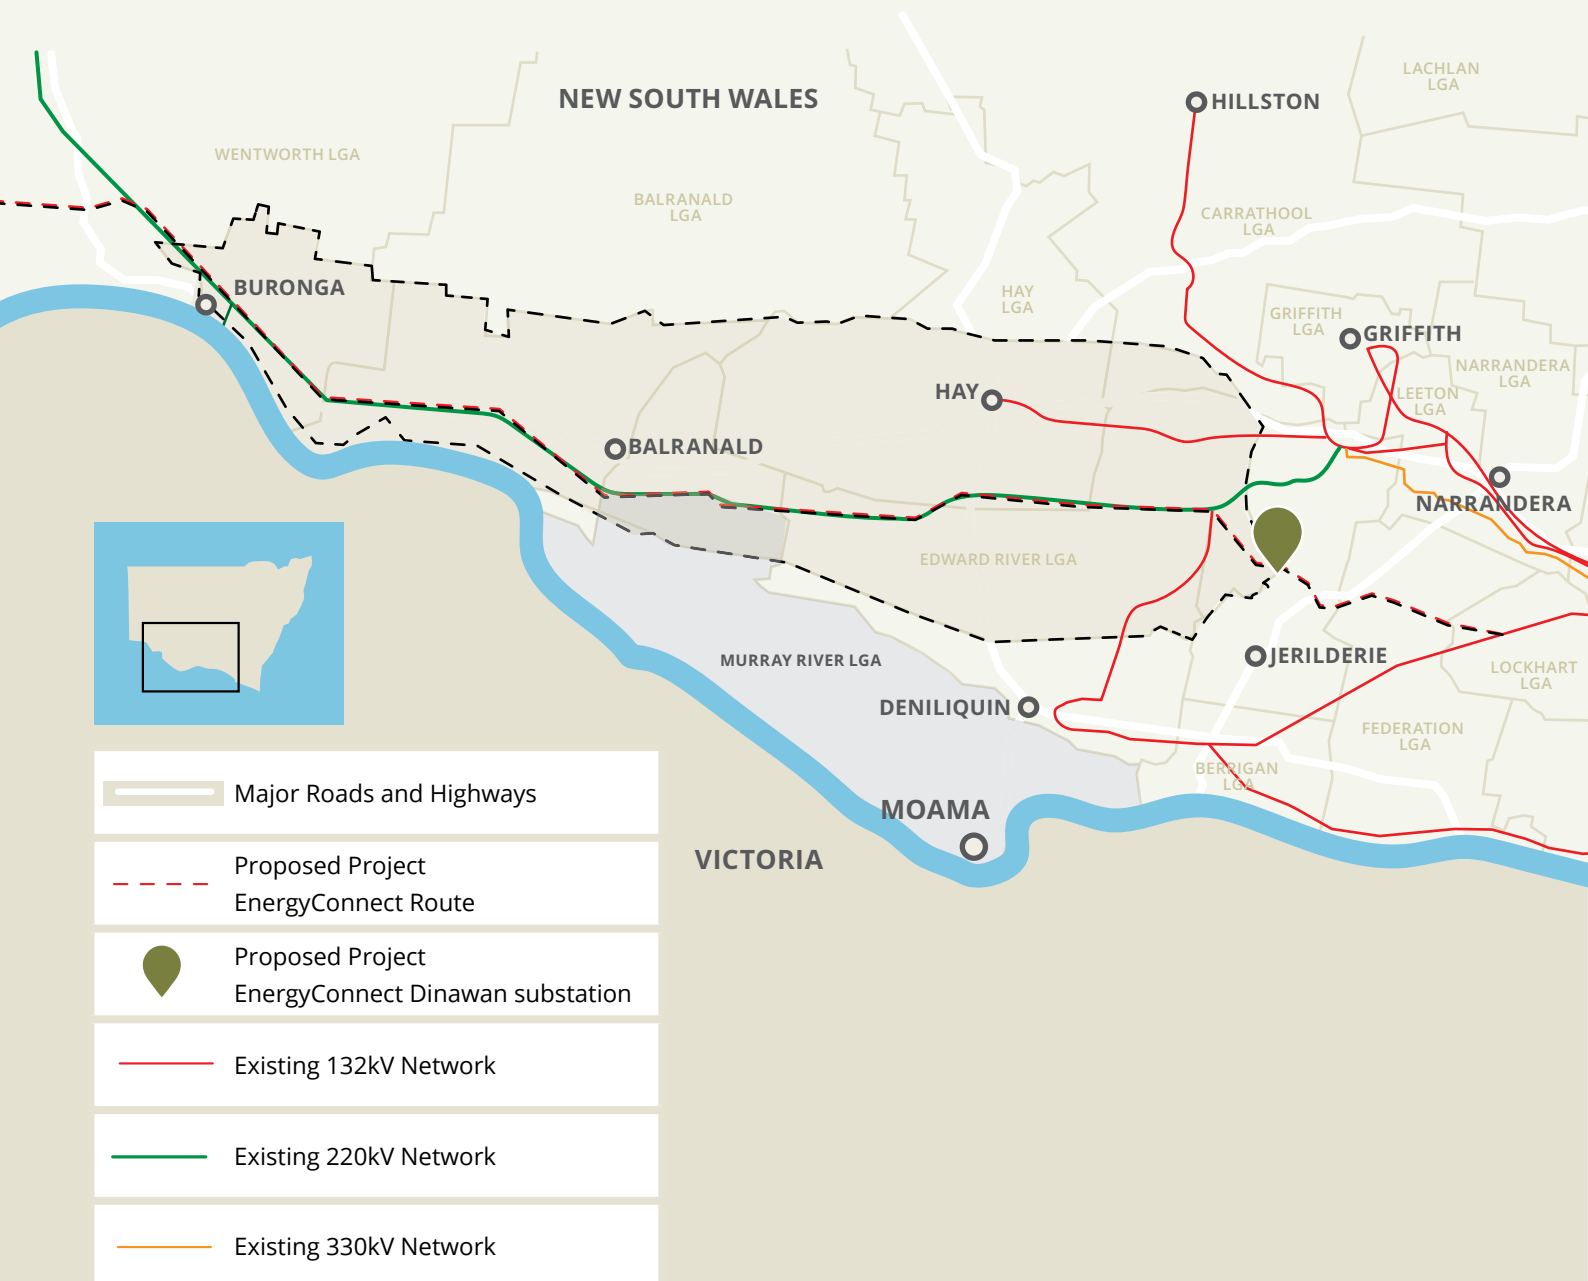 LACHLAN
LGA
NEW SOUTH WALES
HILLSTON
WENTWORTH LGA
BALRANALD
LGA
CARRATHOOL
LGA
BURONGA
HAY
LGA
GRIFFITH
LGA
GRIFFITH
NARRANDERA
LGA
HAY
LEETON
LGA
BALRANALD
NARRANDERA
EDWARD RIVER LGA
MURRAY RIVER LGA
JERILDERIE
LOCKHART
LGA
DENILIQUIN
FEDERATION
LGA
BERRIGAN
LGA
MOAMA
VICTORIA
Major Roads and Highways
Proposed Project
EnergyConnect Route
Proposed Project
EnergyConnect Dinawan substation
Existing 132kV Network
Existing 220kV Network
Existing 330kV Network